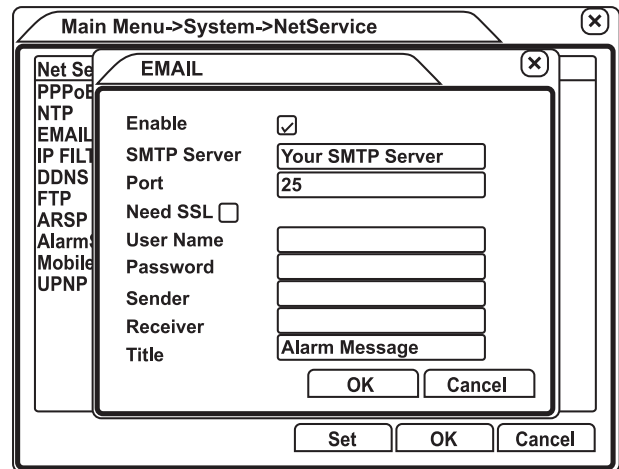 Main Menu->System->NetService
Net Se
EMAIL
PPPoE
NTP
EMAIL
IP FILT
DDNS
FTP
ARSP
Alarm
Mobile
UPNP
Enable
SMTP Server Your SMTP Server
Port 25
Need SSL
User Name
Password
Sender
Receiver
Title Alarm Message
OK Cancel
Set OK Cancel